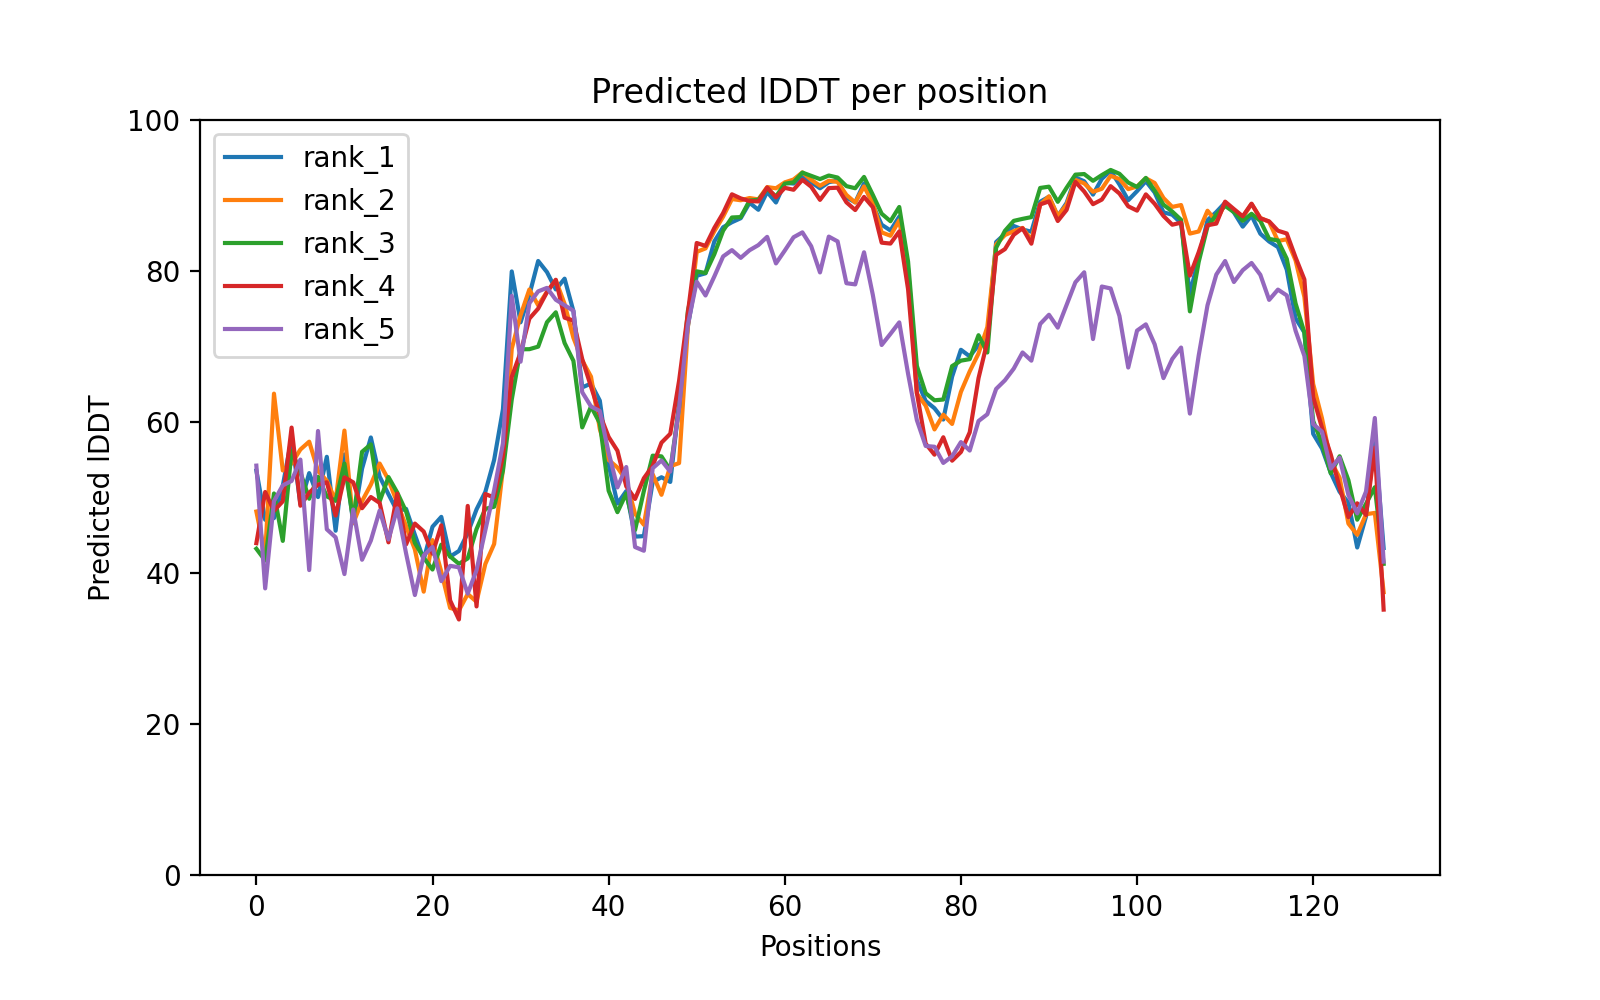 Predicted lDDT per position
100
80
60
40
20
0
Predicted lDDT
rank_1
rank_2
rank_3
rank_4
rank_5
0 20 40 60 80 100 120
Positions